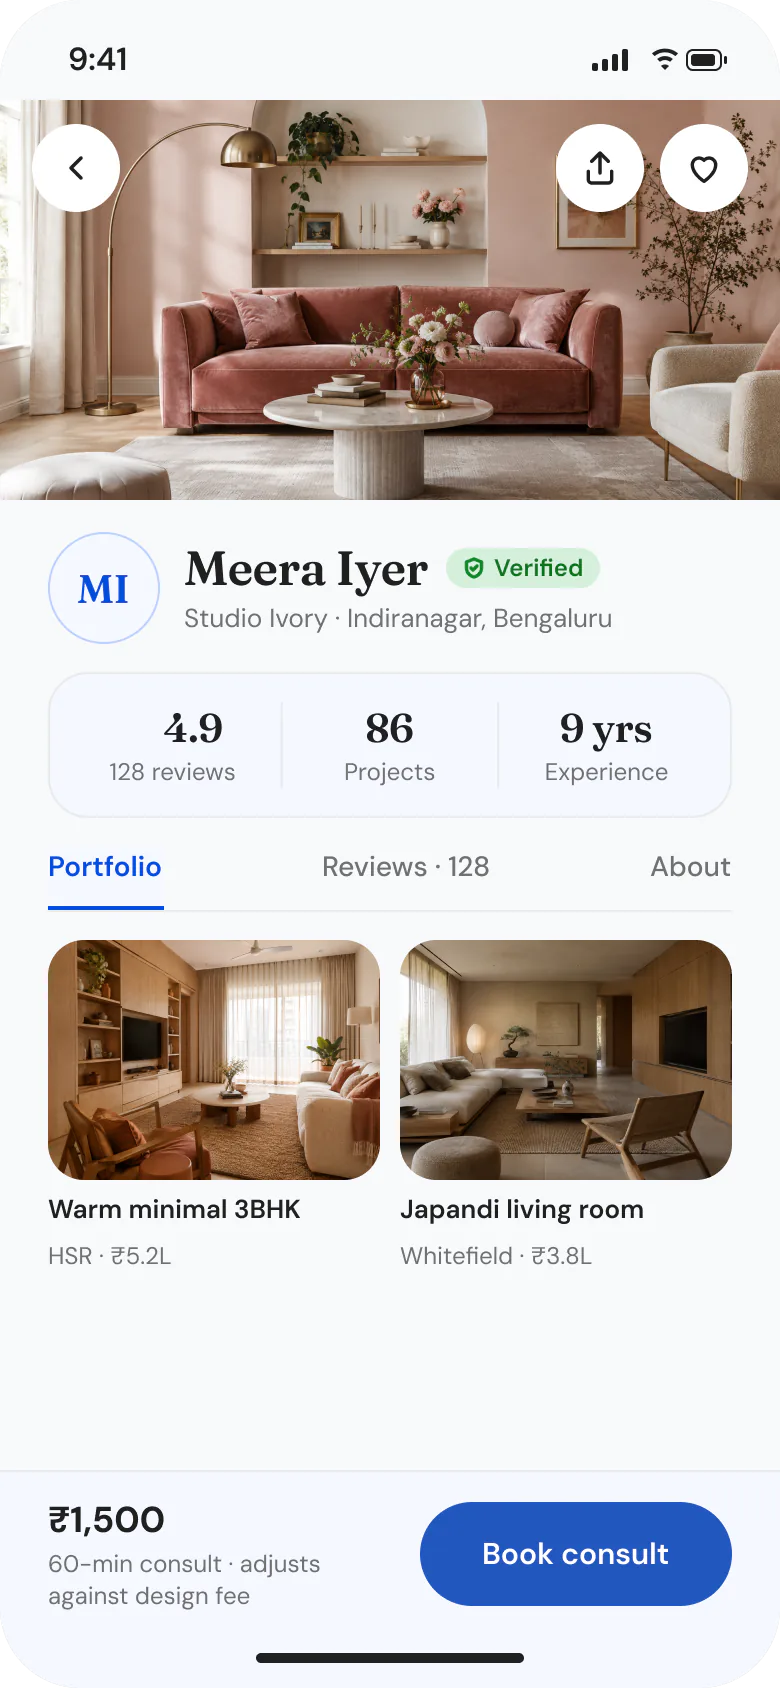 9:41
MI
Meera Iyer
Verified
Studio Ivory · Indiranagar, Bengaluru
4.9
128 reviews
86
Projects
9 yrs
Experience
Portfolio
Reviews · 128
About
Warm minimal 3BHK
HSR · ₹5.2L
Japandi living room
Whitefield · ₹3.8L
₹1,500
60-min consult · adjusts
against design fee
Book consult